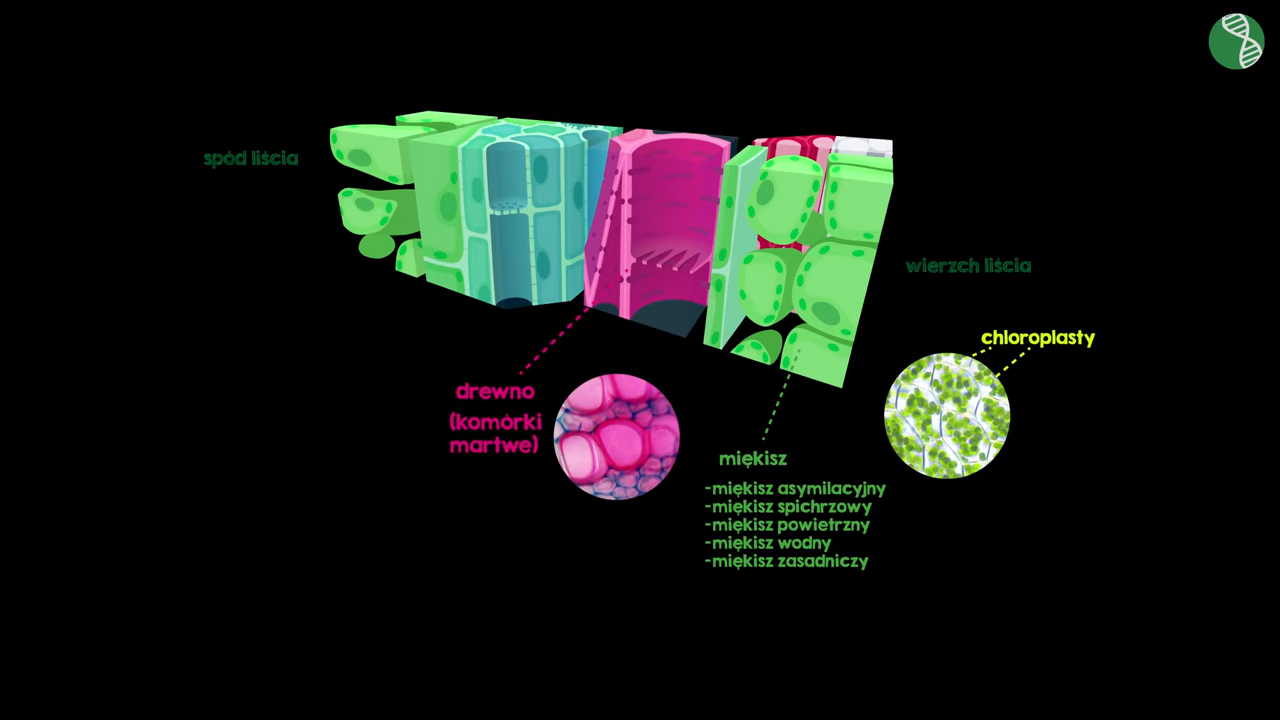 spód liścia
wierzch liścia
chloroplasty
drewno
(komórki
martwe)
miękisz
-miękisz asymilacyjny
-miękisz spichrzowy
-miękisz powietrzny
-miękisz wodny
-miękisz zasadniczy